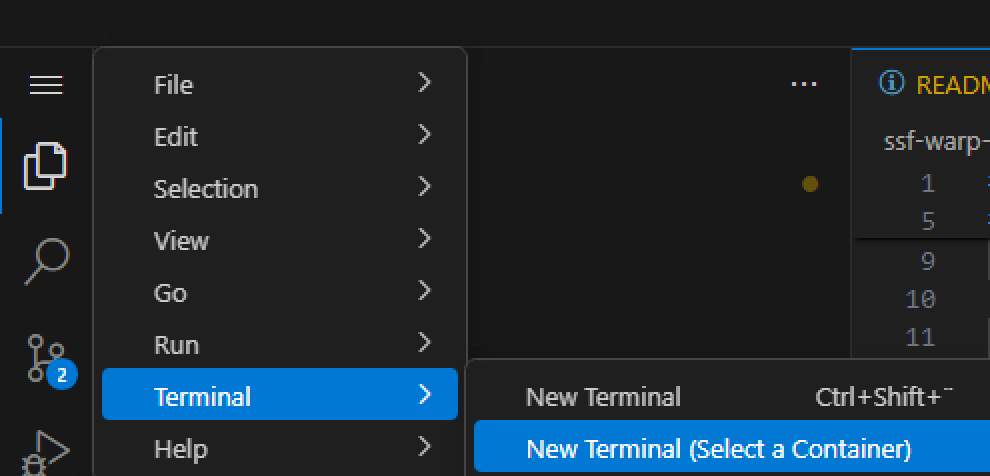 File
Edit
Selection
View
Go
Run
Terminal
Help
2
New Terminal Ctrl+Shift+¨
New Terminal (Select a Container)
...
READM
ssf-warp-
1
5
9
10
11